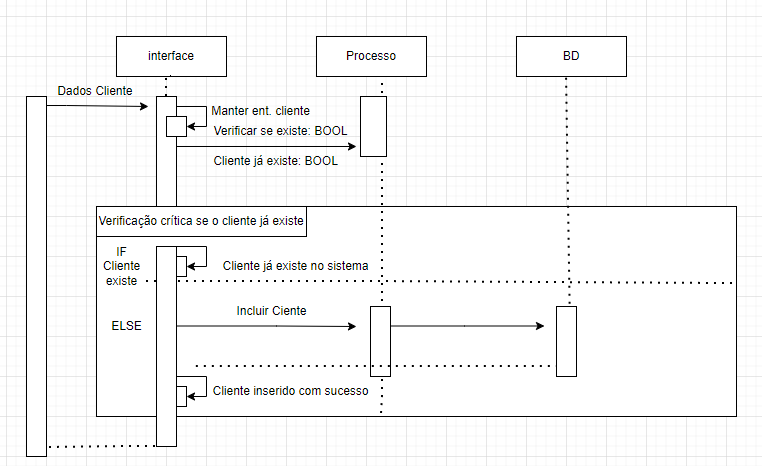 interface
Processo
BD
Dados Cliente
Manter ent. cliente
Verificar se existe: BOOL
Cliente já existe: BOOL
Verificação crítica se o cliente já existe
IF
Cliente
existe
Cliente já existe no sistema
Incluir Ciente
ELSE
Cliente inserido com sucesso